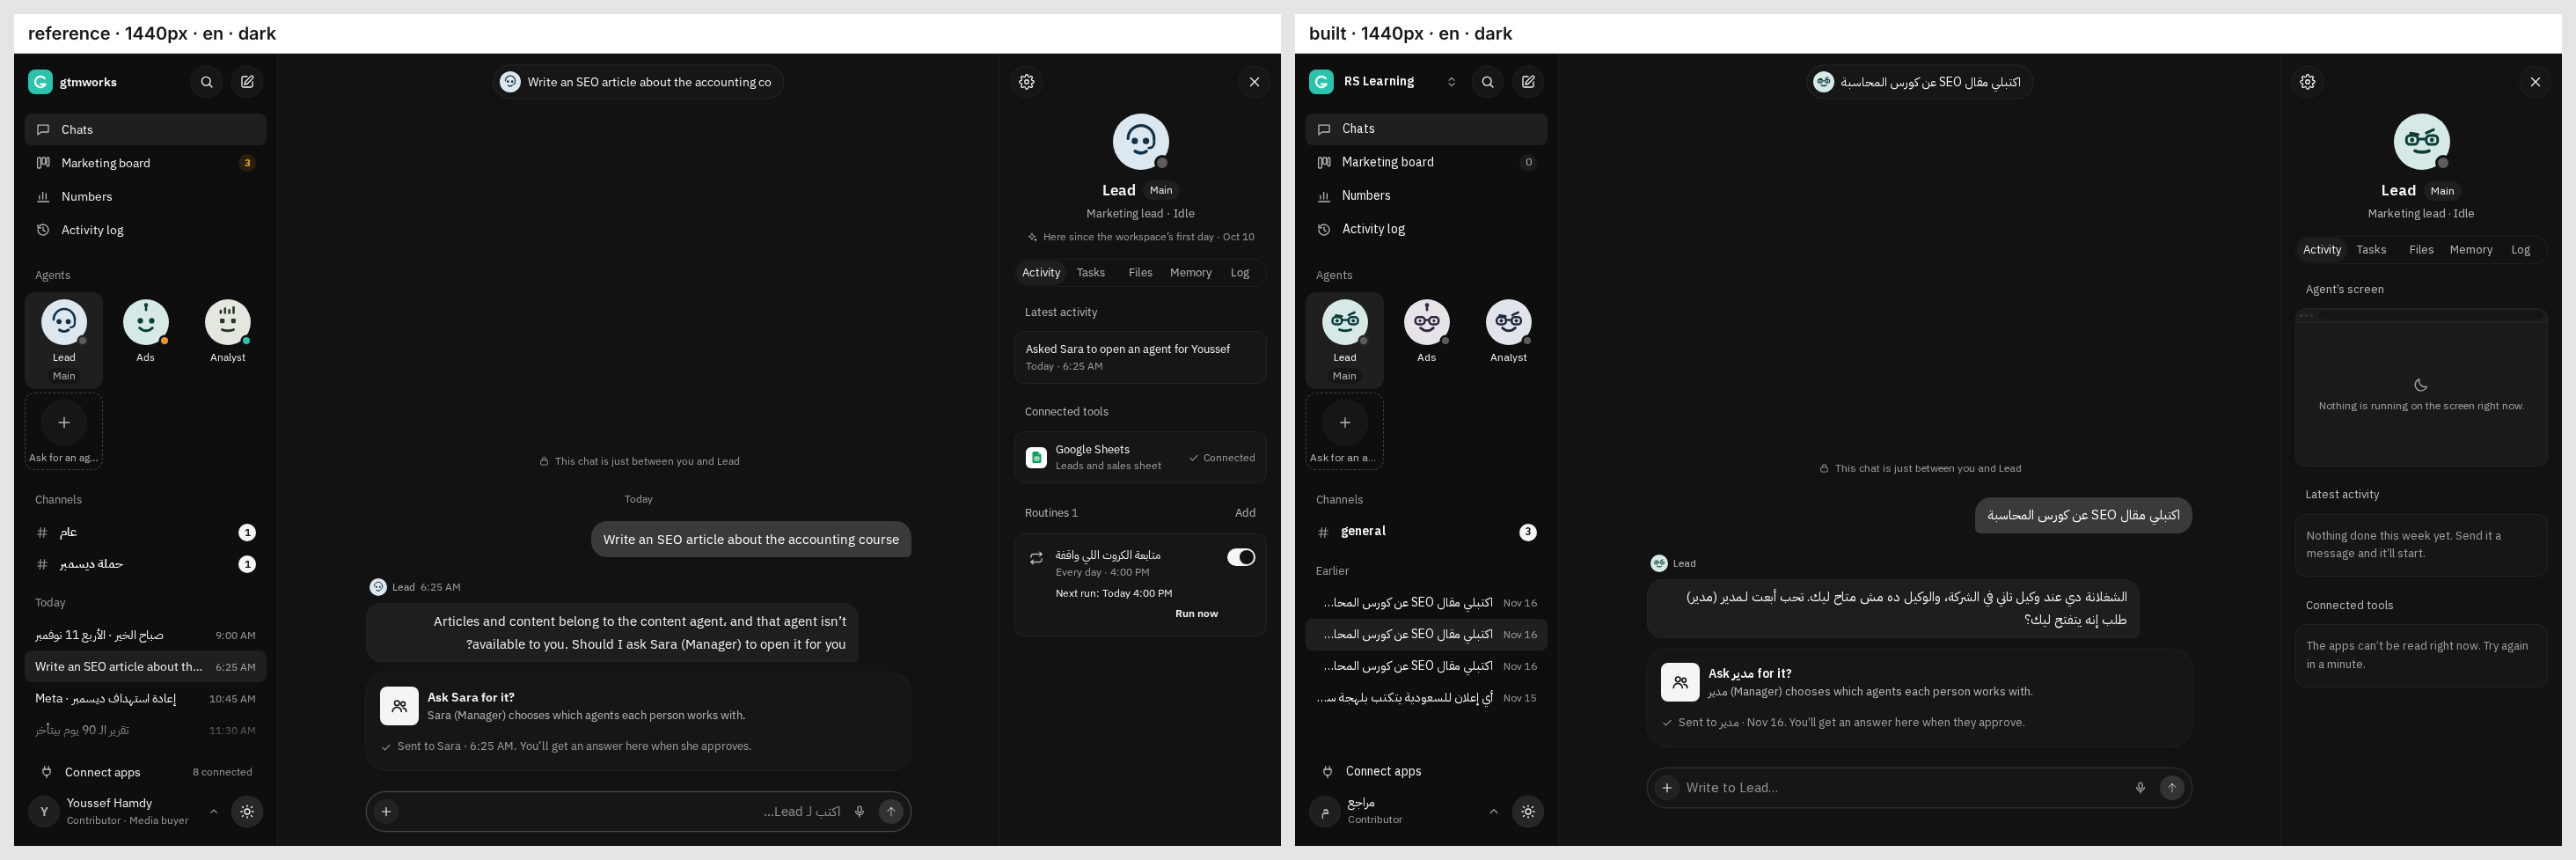 reference · 1440px · en · dark
gtmworks
Chats
Marketing board 3
Numbers
Activity log
Agents
Lead
Main
Ads
Analyst
Ask for an ag...
Channels
# عام 1
# حملة ديسمبر 1
Today
صباح الخير · الأربع 11 نوفمبر 9:00 AM
Write an SEO article about th... 6:25 AM
إعادة استهداف ديسمبر · Meta 10:45 AM
تقرير الـ 90 يوم بيتأخر 11:30 AM
Connect apps 8 connected
Y
Youssef Hamdy
Contributor · Media buyer
Write an SEO article about the accounting co
This chat is just between you and Lead
Today
Write an SEO article about the accounting course
Lead 6:25 AM
Articles and content belong to the content agent، and that agent isn't
available to you. Should I ask Sara (Manager) to open it for you?
Ask Sara for it?
Sara (Manager) chooses which agents each person works with.
Sent to Sara · 6:25 AM. You'll get an answer here when she approves.
اكتب لـ Lead...
Lead Main
Marketing lead · Idle
Here since the workspace's first day · Oct 10
Activity Tasks Files Memory Log
Latest activity
Asked Sara to open an agent for Youssef
Today · 6:25 AM
Connected tools
Google Sheets
Leads and sales sheet
Connected
Routines 1 Add
متابعة الكروت اللي واقفة
Every day · 4:00 PM
Next run: Today 4:00 PM
Run now
built · 1440px · en · dark
RS Learning
Chats
Marketing board 0
Numbers
Activity log
Agents
Lead
Main
Ads
Analyst
Ask for an a...
Channels
# general 3
Earlier
اكتبلي مقال SEO عن كورس المحا... Nov 16
اكتبلي مقال SEO عن كورس المحا... Nov 16
اكتبلي مقال SEO عن كورس المحا... Nov 16
أي إعلان للسعودية يتكتب بلهجة سـ... Nov 15
Connect apps
م
مراجع
Contributor
اكتبلي مقال SEO عن كورس المحاسبة
This chat is just between you and Lead
اكتبلي مقال SEO عن كورس المحاسبة
Lead
الشغلانة دي عند وكيل تاني في الشركة، والوكيل ده مش متاح ليك. تحب أبعت لـمدير (مدير)
طلب إنه يتفتح ليك؟
Ask مدير for it?
مدير (Manager) chooses which agents each person works with.
Sent to مدير · Nov 16. You'll get an answer here when they approve.
Write to Lead...
Lead Main
Marketing lead · Idle
Activity Tasks Files Memory Log
Agent's screen
Nothing is running on the screen right now.
Latest activity
Nothing done this week yet. Send it a
message and it'll start.
Connected tools
The apps can't be read right now. Try again
in a minute.